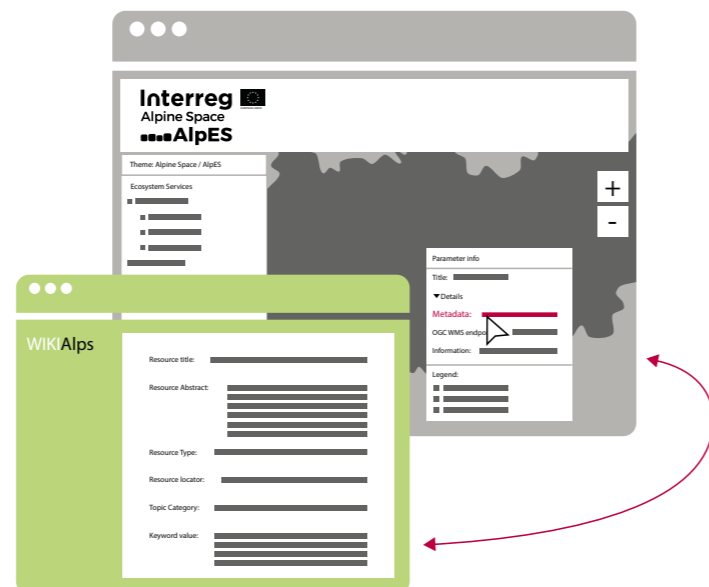 Interreg
Alpine Space
AlpES
Theme: Alpine Space / AlpES
Ecosystem Services
+
-
Parameter info
Title:
Details
Metadata:
OGC WMS endpo
Information:
Legend:
WIKIAlps
Resource title:
Resource Abstract:
Resource Type:
Resource locator:
Topic Category:
Keyword value: